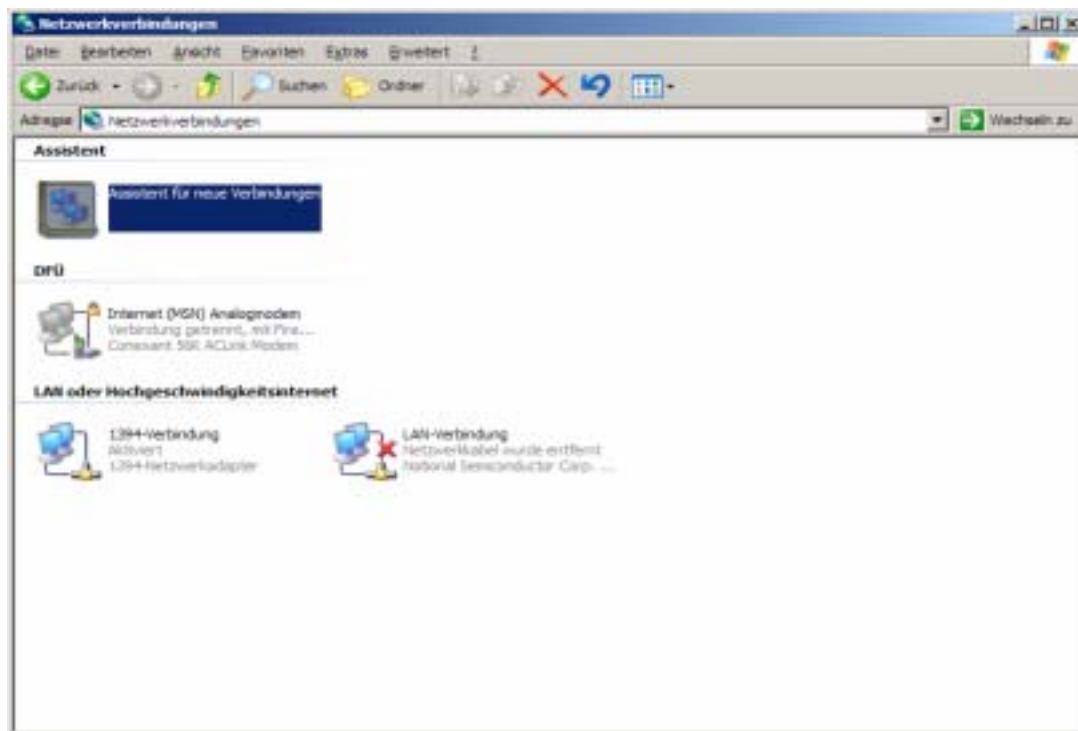 Netzwerkverbindungen
Datei Bearbeiten Ansicht Favoriten Extras Erweitert ?
Zurück Suchen Ordner
Adresse Netzwerkverbindungen Wechseln zu
Assistent
Assistent für neue Verbindungen
DFÜ
Internet (MSN) Analogmodem
Verbindung getrennt, mit Fire...
Conexant 56K ACLink Modem
LAN oder Hochgeschwindigkeitsinternet
1394-Verbindung
Aktiviert
1394-Netzwerkadapter
LAN-Verbindung
Netzwerkkabel wurde entfernt
National Semiconductor Corp. ...